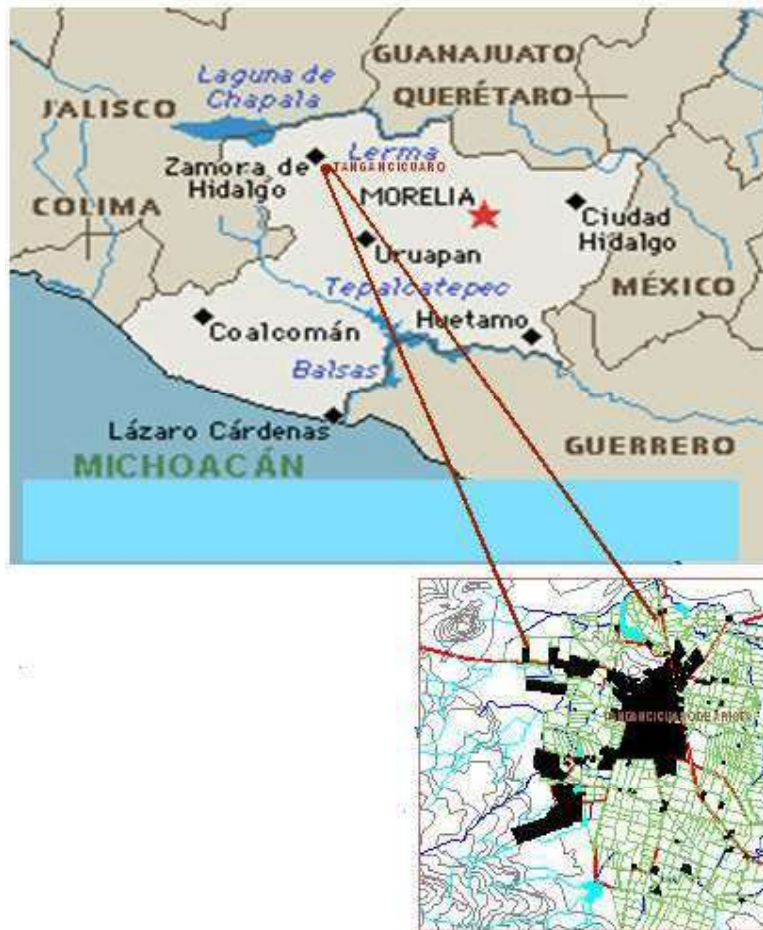 GUANAJUATO
Laguna de
Chapala
QUERÉTARO
JALISCO
Lerma
Zamora de
Hidalgo
TANGANCICUARO
MORELIA
COLIMA
Ciudad
Hidalgo
Uruapan
Tepalcatepec
MÉXICO
Coalcomán
Huetamo
Balsas
Lázaro Cárdenas
GUERRERO
MICHOACÁN